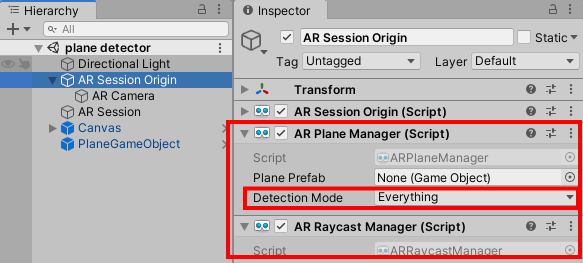 Hierarchy
All
plane detector
Directional Light
AR Session Origin
AR Camera
AR Session
Canvas
PlaneGameObject
Inspector
AR Session Origin
Static
Tag Untagged Layer Default
Transform
AR Session Origin (Script)
AR Plane Manager (Script)
Script ARPlaneManager
Plane Prefab None (Game Object)
Detection Mode Everything
AR Raycast Manager (Script)
Script ARRaycastManager